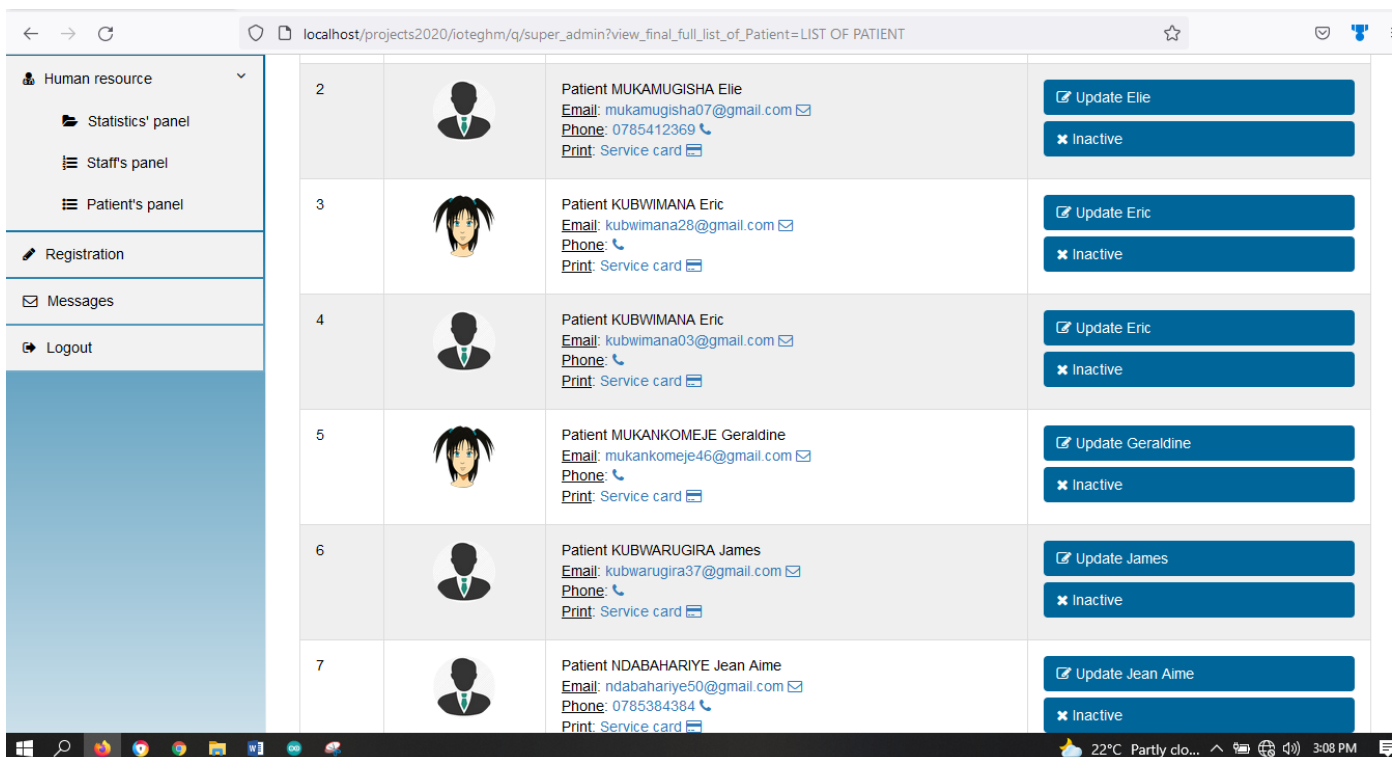 localhost/projects2020/ioteghm/q/super_admin?view_final_full_list_of_Patient=LIST OF PATIENT
Human resource
Statistics' panel
Staff's panel
Patient's panel
Registration
Messages
Logout
2
Patient MUKAMUGISHA Elie
Email: mukamugisha07@gmail.com
Phone: 0785412369
Print: Service card
Update Elie
Inactive
3
Patient KUBWIMANA Eric
Email: kubwimana28@gmail.com
Phone:
Print: Service card
Update Eric
Inactive
4
Patient KUBWIMANA Eric
Email: kubwimana03@gmail.com
Phone:
Print: Service card
Update Eric
Inactive
5
Patient MUKANKOMEJE Geraldine
Email: mukankomeje46@gmail.com
Phone:
Print: Service card
Update Geraldine
Inactive
6
Patient KUBWARUGIRA James
Email: kubwarugira37@gmail.com
Phone:
Print: Service card
Update James
Inactive
7
Patient NDABAHARIYE Jean Aime
Email: ndabahariye50@gmail.com
Phone: 0785384384
Print: Service card
Update Jean Aime
Inactive
22°C Partly clo... 3:08 PM